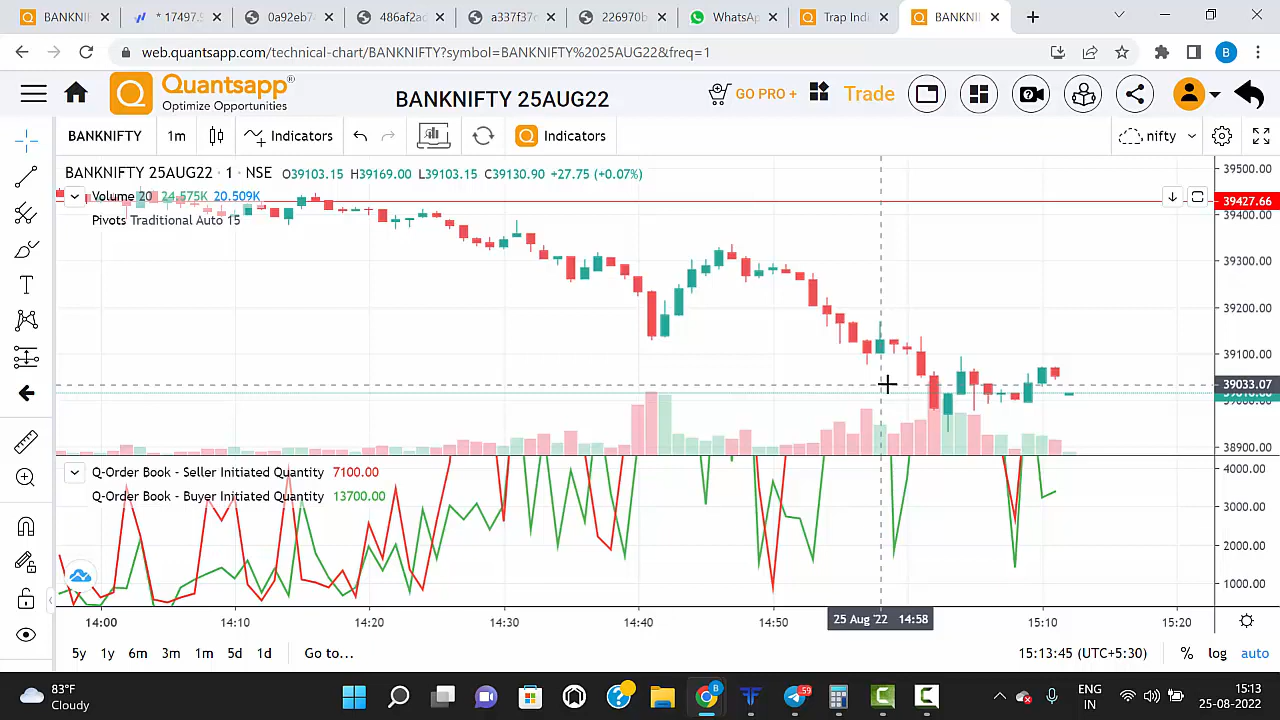 BANKNIF
* 17497.5
0a92eb74
486af2ac
a337f37c
226970b
WhatsAp
Trap Indi
BANKNI
web.quantsapp.com/technical-chart/BANKNIFTY?symbol=BANKNIFTY%2025AUG22&freq=1
B
Quantsapp®
Optimize Opportunities
BANKNIFTY 25AUG22
GO PRO +
Trade
BANKNIFTY
1m
Indicators
Indicators
nifty
BANKNIFTY 25AUG22 · 1 · NSE O39103.15 H39169.00 L39103.15 C39130.90 +27.75 (+0.07%)
39500.00
Volume 20 24.575K 20.509K
39427.66
39400.00
Pivots Traditional Auto 15
39300.00
39200.00
39100.00
39033.07
38900.00
Q-Order Book - Seller Initiated Quantity 7100.00
4000.00
Q-Order Book - Buyer Initiated Quantity 13700.00
3000.00
2000.00
1000.00
14:00
14:10
14:20
14:30
14:40
14:50
25 Aug '22 14:58
15:10
15:20
5y 1y 6m 3m 1m 5d 1d Go to...
15:13:45 (UTC+5:30) % log auto
83°F
Cloudy
B
59
ENG
IN
15:13
25-08-2022